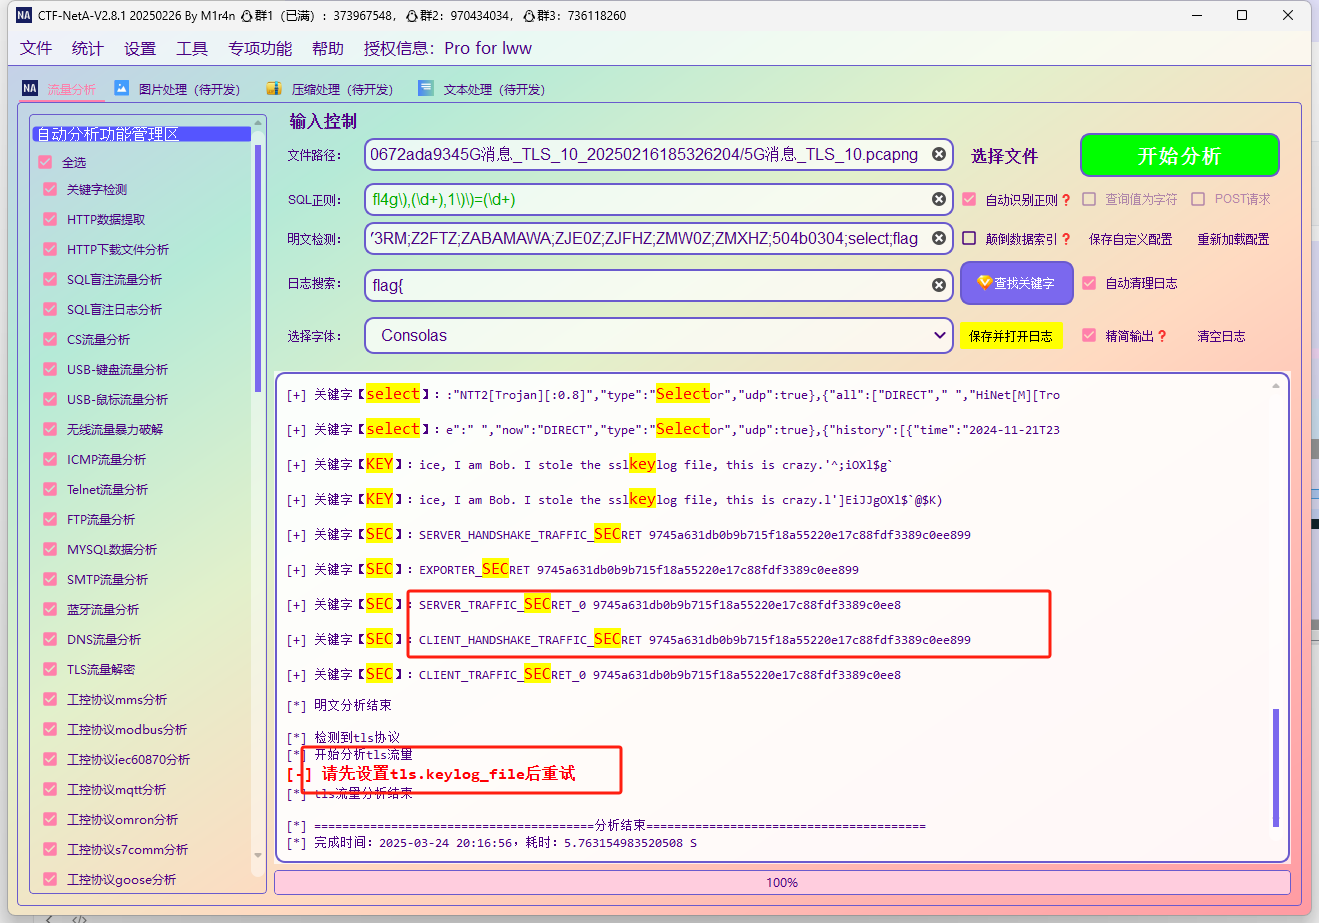 CTF-NetA-V2.8.1 20250226 By M1r4n 群1（已满）: 373967548, 群2: 970434034, 群3: 736118260
文件 统计 设置 工具 专项功能 帮助 授权信息: Pro for lww
NA 流量分析 图片处理（待开发） 压缩处理（待开发） 文本处理（待开发）
自动分析功能管理区
全选
关键字检测
HTTP数据提取
HTTP下载文件分析
SQL盲注流量分析
SQL盲注日志分析
CS流量分析
USB-键盘流量分析
USB-鼠标流量分析
无线流量暴力破解
ICMP流量分析
Telnet流量分析
FTP流量分析
MYSQL数据分析
SMTP流量分析
蓝牙流量分析
DNS流量分析
TLS流量解密
工控协议mms分析
工控协议modbus分析
工控协议iec60870分析
工控协议mqtt分析
工控协议omron分析
工控协议s7comm分析
工控协议goose分析
输入控制
文件路径: 0672ada9345G消息_TLS_10_20250216185326204/5G消息_TLS_10.pcapng 选择文件 开始分析
SQL正则: fl4g\),(\d+),1\)\)=(\d+) 自动识别正则❓ 查询值为字符 POST请求
明文检测: 3RM;Z2FTZ;ZABAMAWA;ZJE0Z;ZJFHZ;ZMW0Z;ZMXHZ;504b0304;select;flag 颠倒数据索引❓ 保存自定义配置 重新加载配置
日志搜索: flag{ 查找关键字 自动清理日志
选择字体: Consolas 保存并打开日志 精简输出❓ 清空日志
[+] 关键字【select】: :"NTT2[Trojan][:0.8]","type":"Selector","udp":true},{"all":["DIRECT"," ","HiNet[M][Tro
[+] 关键字【select】: e":" ","now":"DIRECT","type":"Selector","udp":true},{"history":[{"time":"2024-11-21T23
[+] 关键字【KEY】: ice, I am Bob. I stole the sslkeylog file, this is crazy.'^;iOXl$g`
[+] 关键字【KEY】: ice, I am Bob. I stole the sslkeylog file, this is crazy.l']EiJJgOXl$`@$K)
[+] 关键字【SEC】: SERVER_HANDSHAKE_TRAFFIC_SECRET 9745a631db0b9b715f18a55220e17c88fdf3389c0ee899
[+] 关键字【SEC】: EXPORTER_SECRET 9745a631db0b9b715f18a55220e17c88fdf3389c0ee899
[+] 关键字【SEC】: SERVER_TRAFFIC_SECRET_0 9745a631db0b9b715f18a55220e17c88fdf3389c0ee8
[+] 关键字【SEC】: CLIENT_HANDSHAKE_TRAFFIC_SECRET 9745a631db0b9b715f18a55220e17c88fdf3389c0ee899
[+] 关键字【SEC】: CLIENT_TRAFFIC_SECRET_0 9745a631db0b9b715f18a55220e17c88fdf3389c0ee8
[*] 明文分析结束
[*] 检测到tls协议
[*] 开始分析tls流量
[-] 请先设置tls.keylog_file后重试
[*] tls流量分析结束
[*] ========================================分析结束========================================
[*] 完成时间: 2025-03-24 20:16:56, 耗时: 5.763154983520508 S
100%